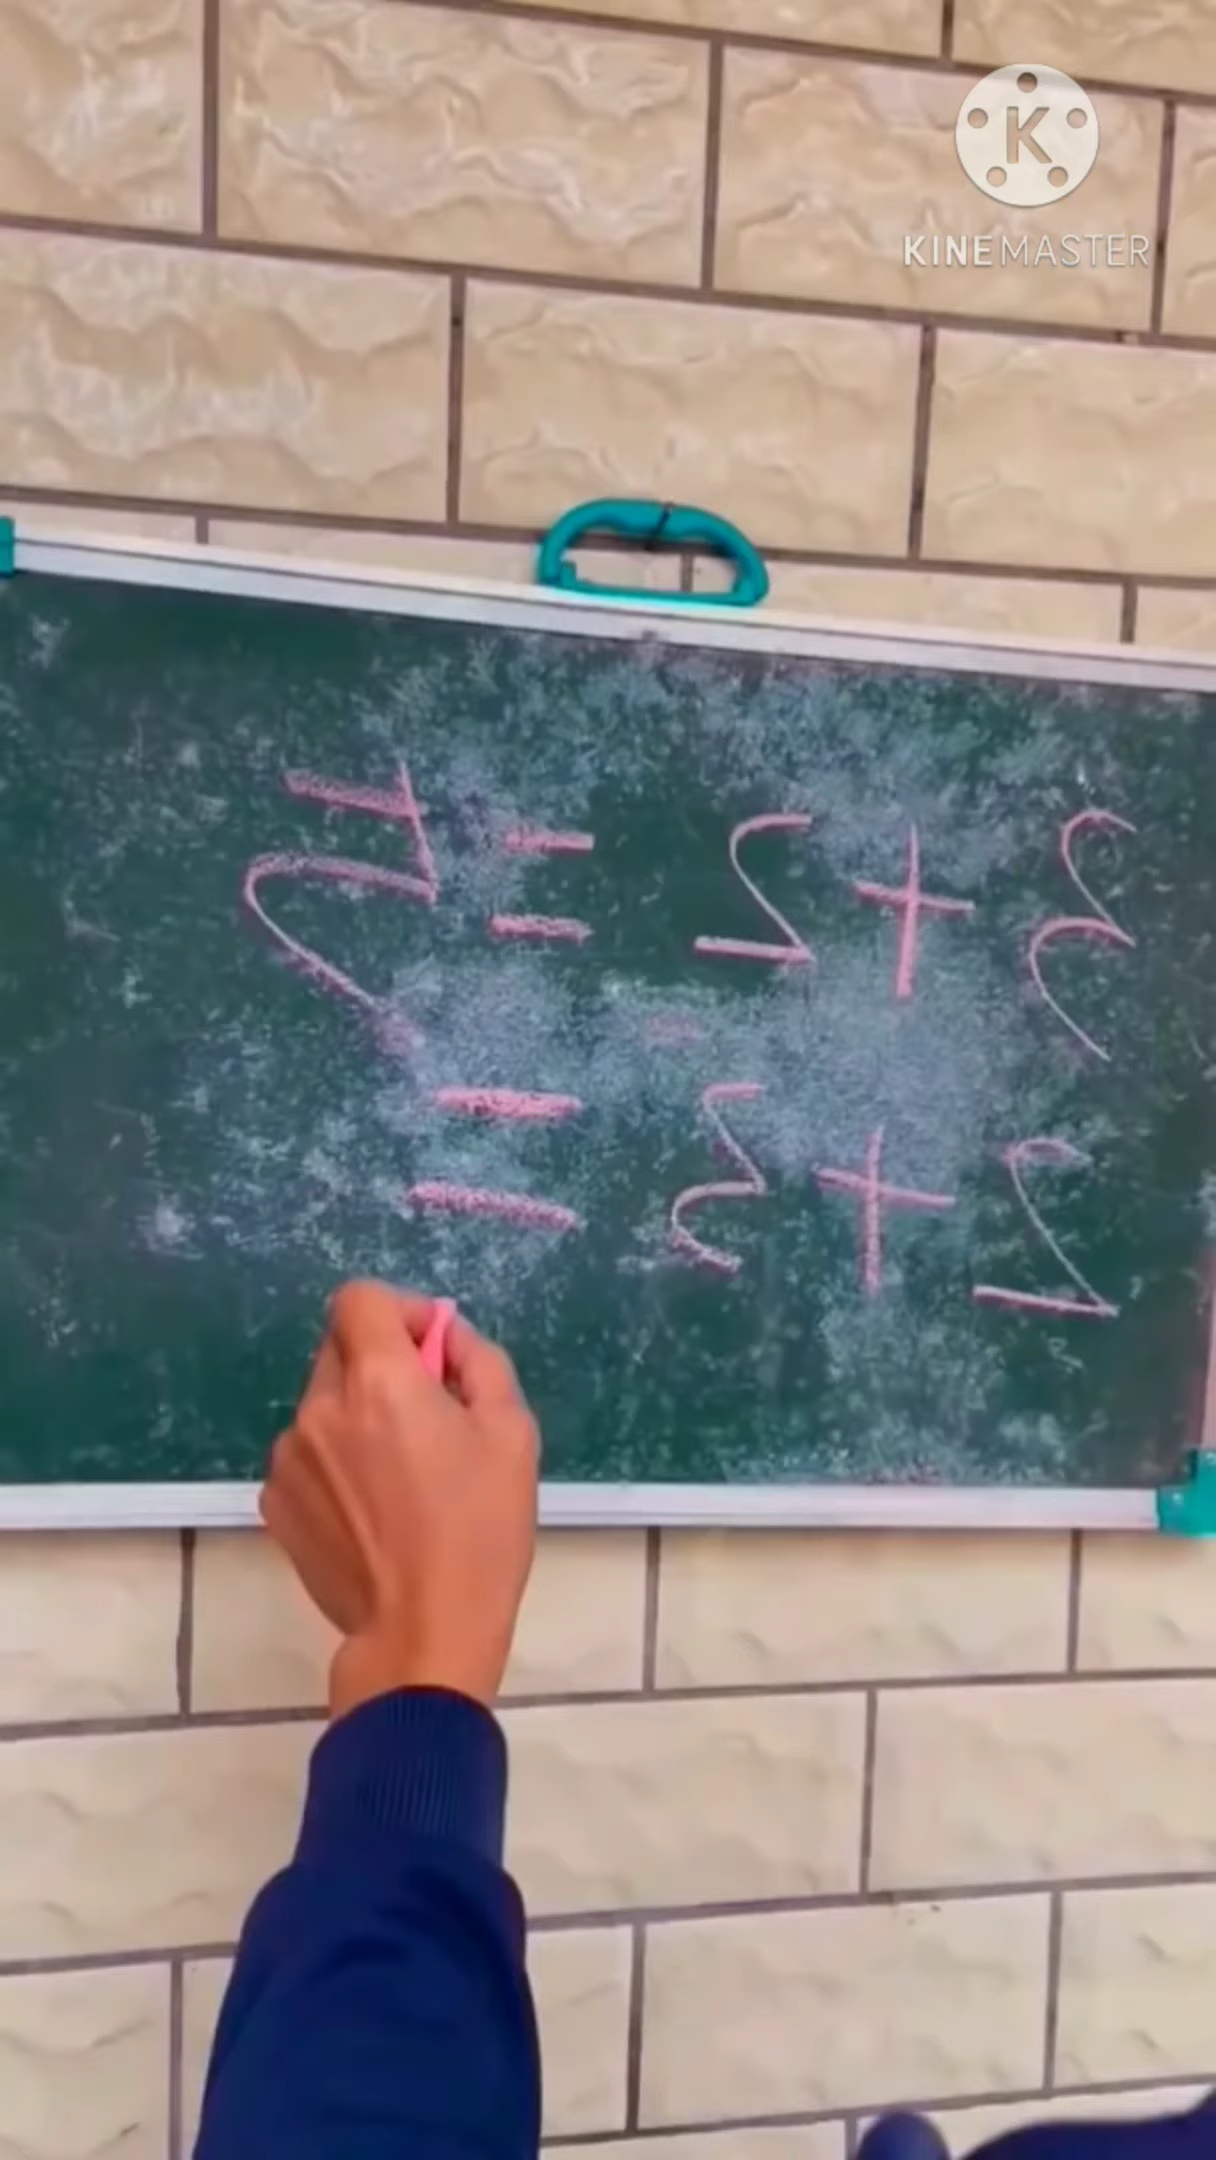 KINEMASTER
3 + 2 = 5
2 + 3 =